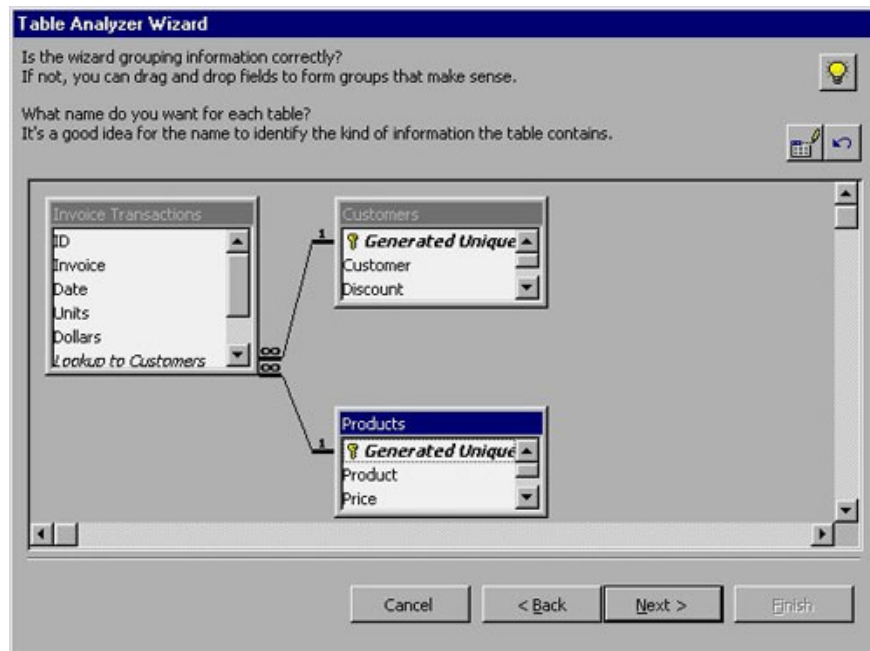 Table Analyzer Wizard
Is the wizard grouping information correctly?
If not, you can drag and drop fields to form groups that make sense.
What name do you want for each table?
It's a good idea for the name to identify the kind of information the table contains.
Invoice Transactions
ID
Invoice
Date
Units
Dollars
Lookup to Customers
1
Customers
Generated Unique
Customer
Discount
∞
∞
1
Products
Generated Unique
Product
Price
Cancel
< Back
Next >
Finish